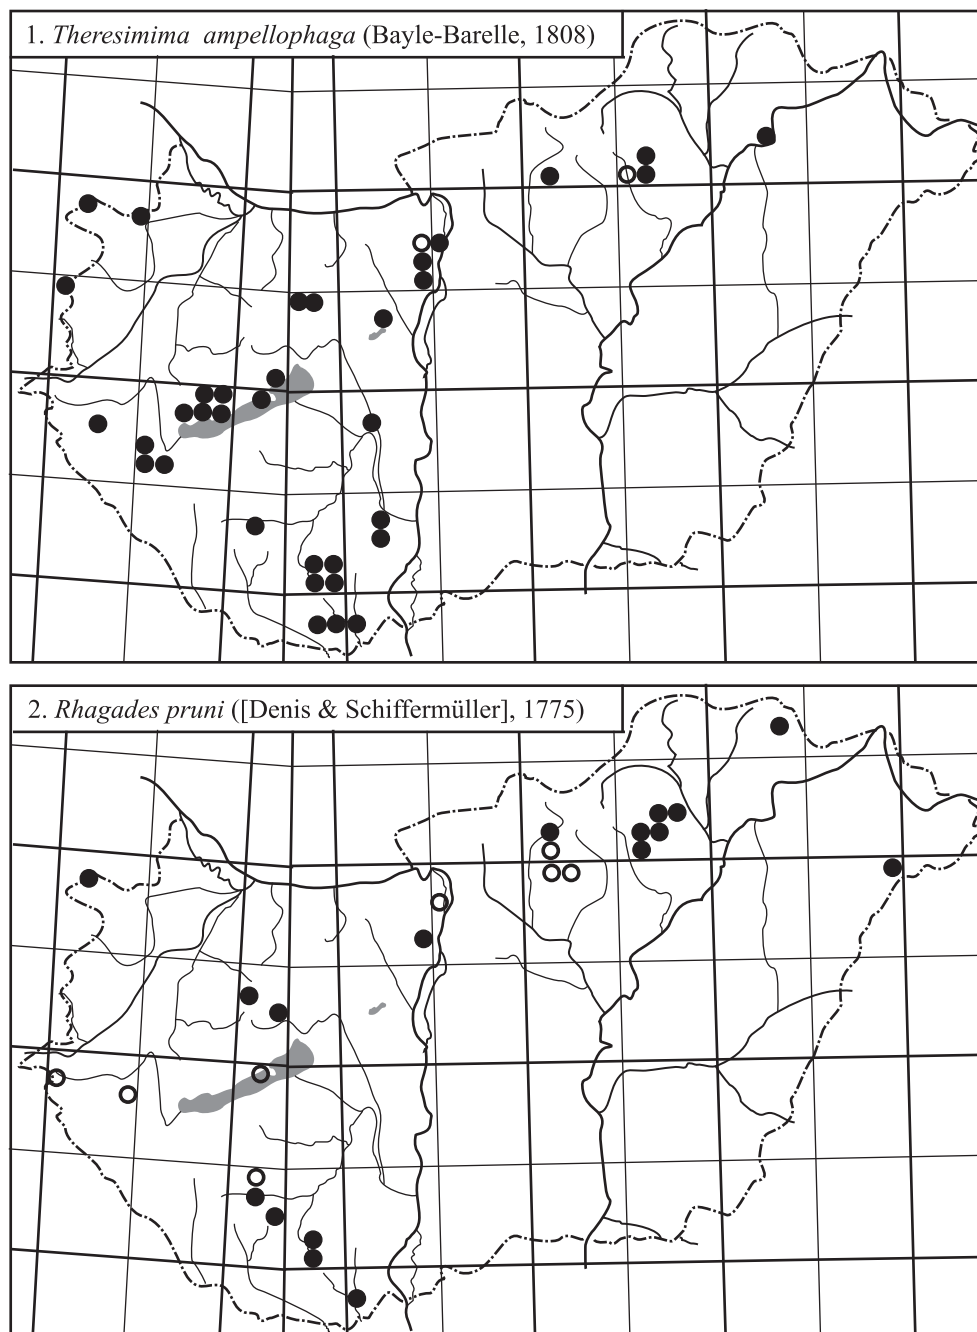 1. Theresimima ampellophaga (Bayle-Barelle, 1808)
2. Rhagades pruni ([Denis & Schiffermüller], 1775)